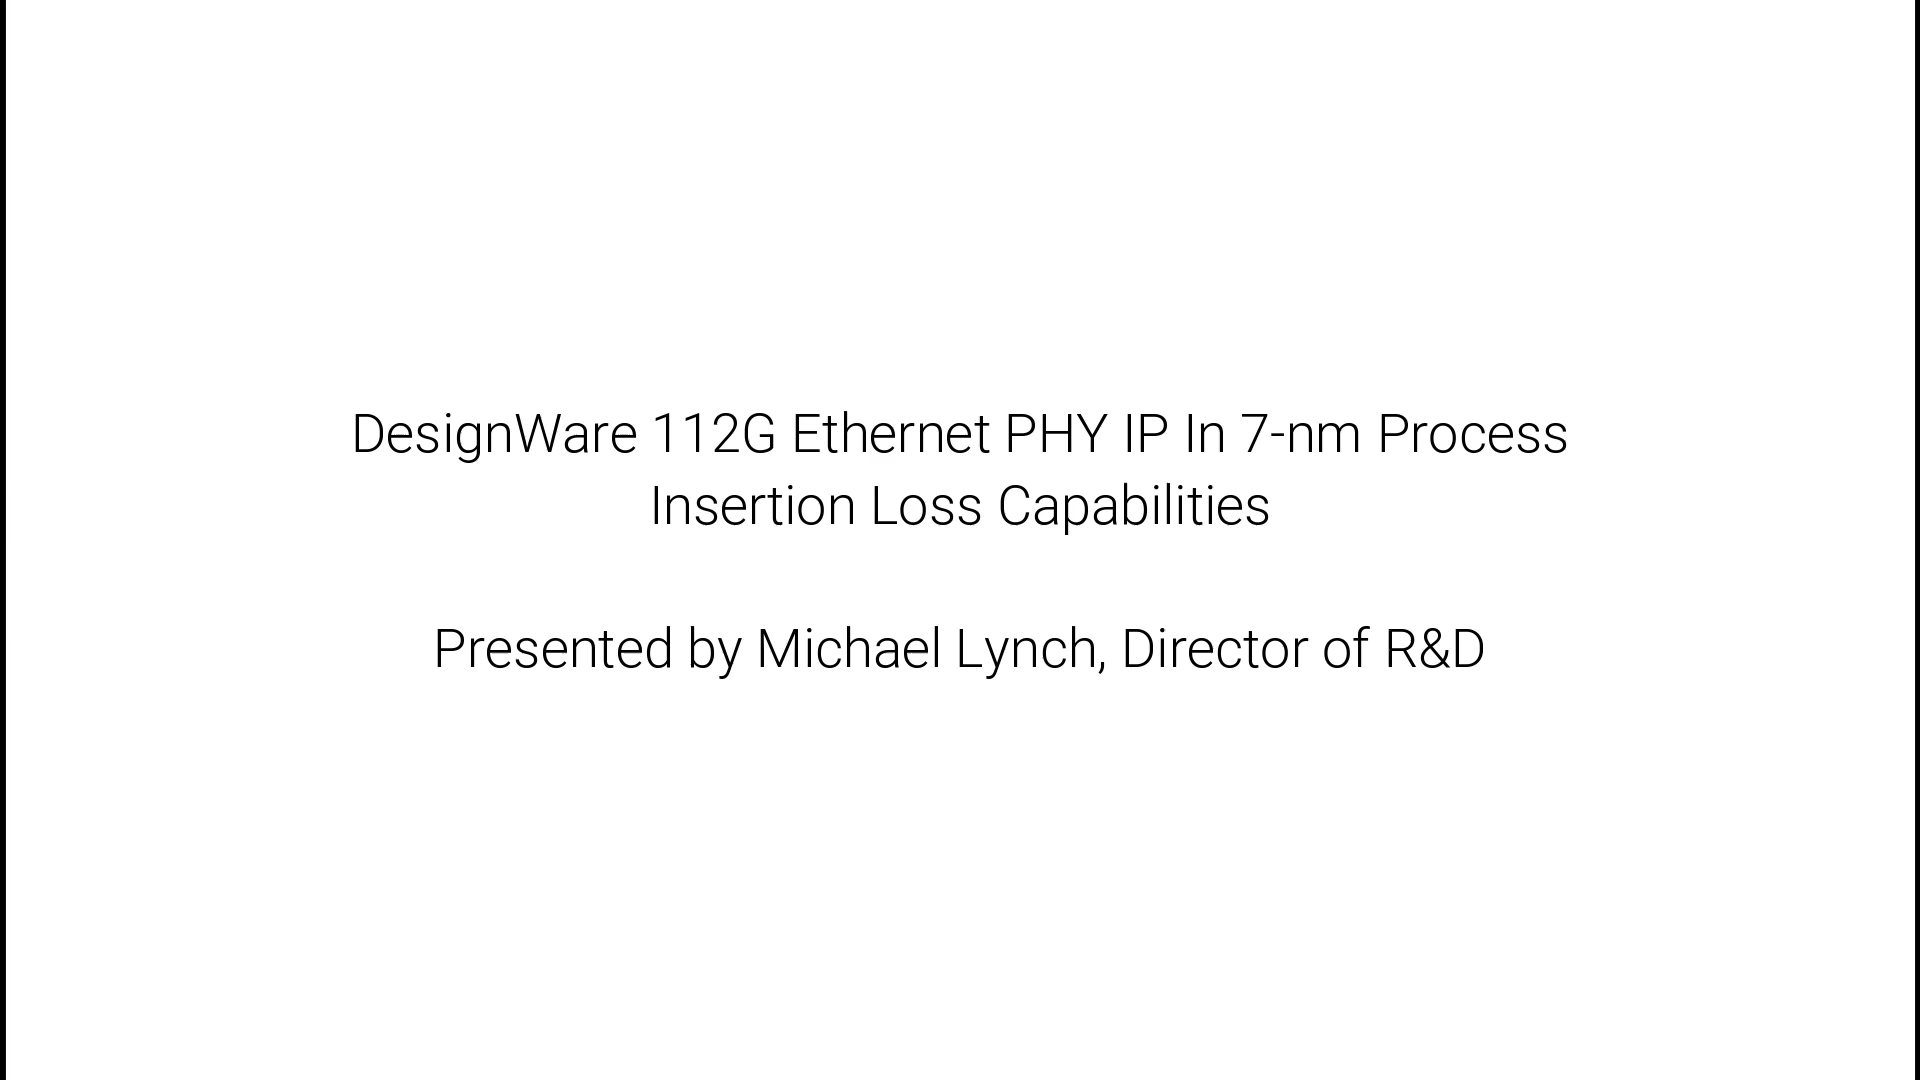 DesignWare 112G Ethernet PHY IP In 7-nm Process
Insertion Loss Capabilities
Presented by Michael Lynch, Director of R&D